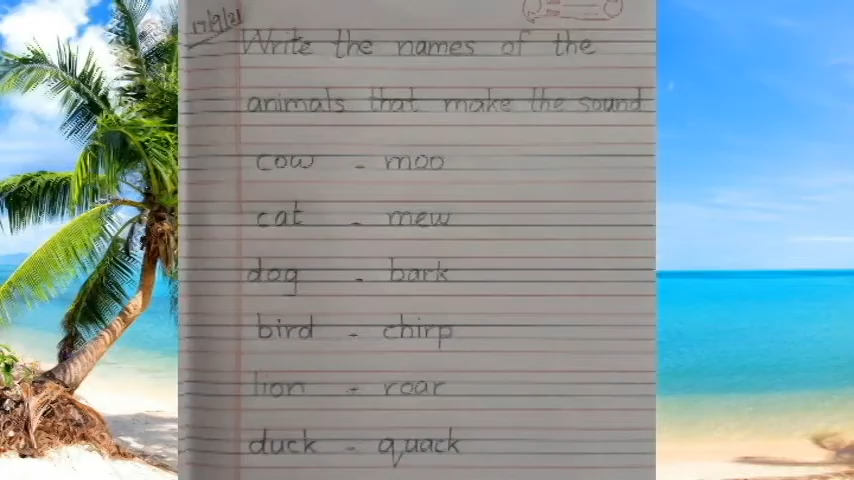 17/9/21
Write the names of the
animals that make the sound
cow - moo
cat - mew
dog - bark
bird - chirp
lion - roar
duck - quack